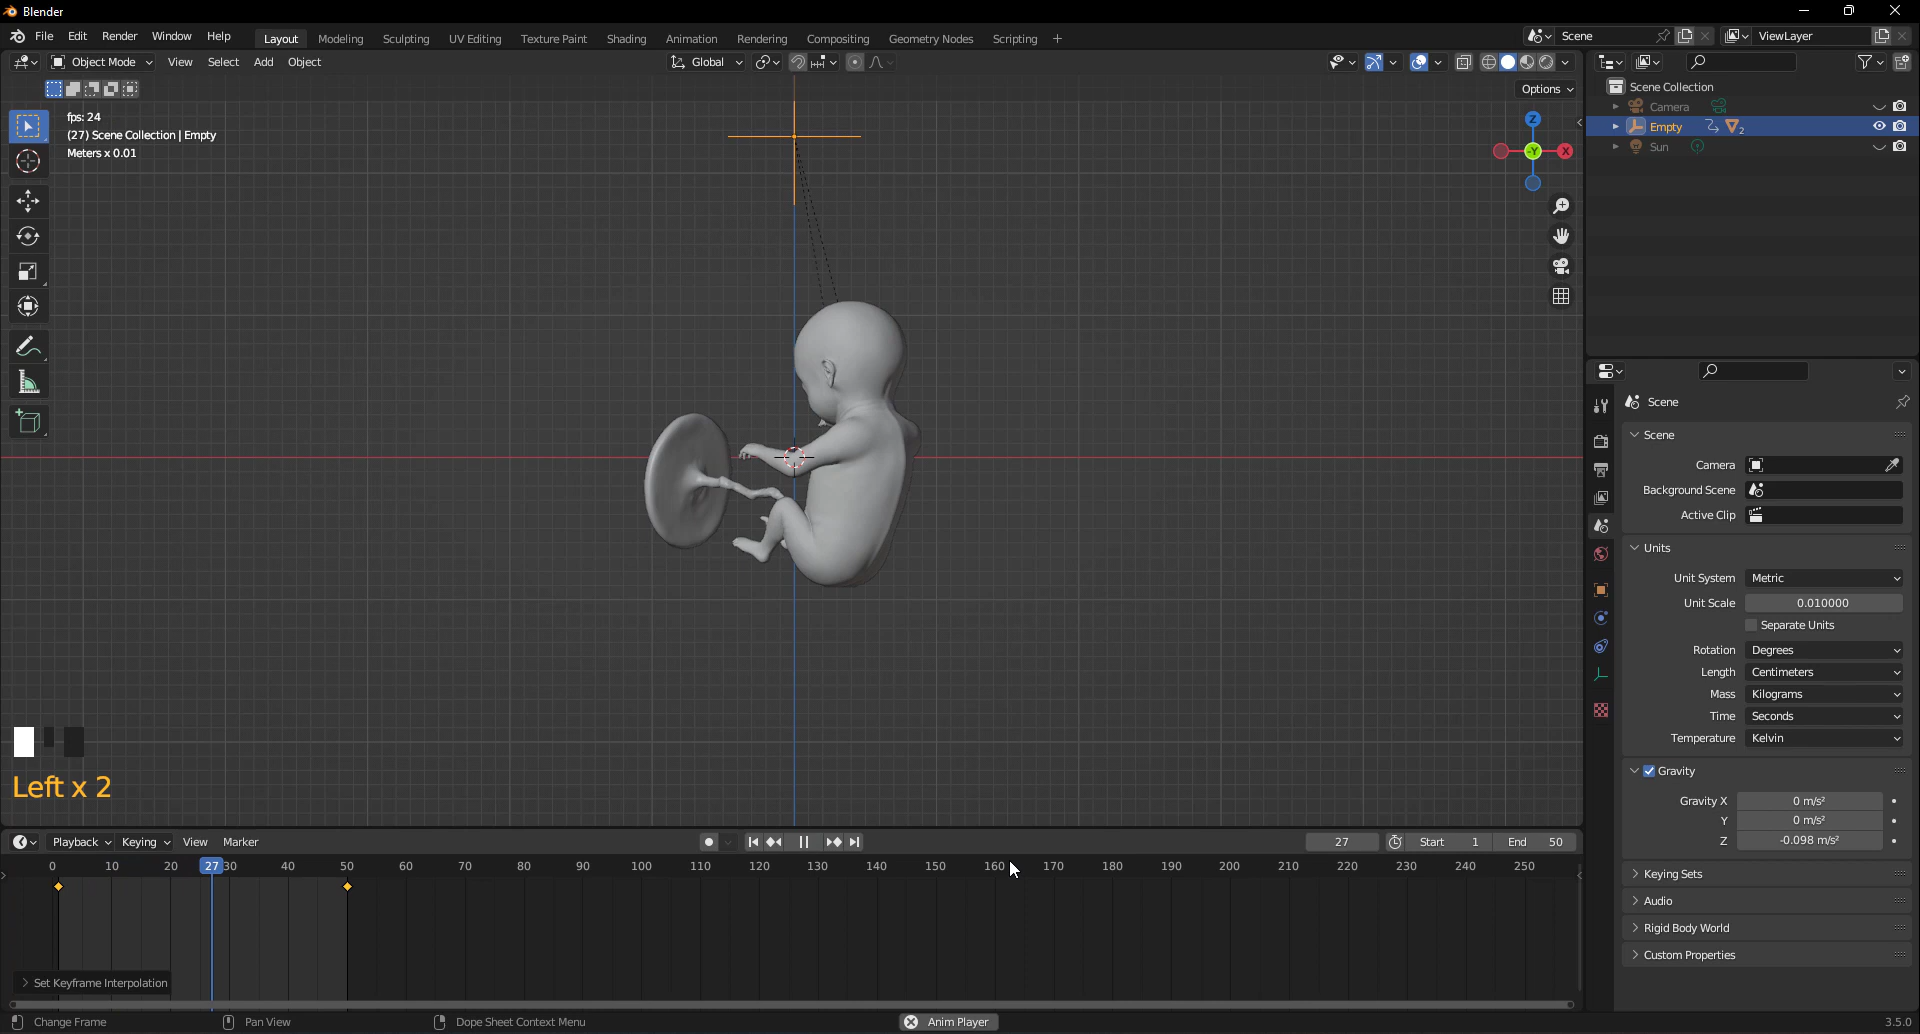 Blender
File Edit Render Window Help Layout Modeling Sculpting UV Editing Texture Paint Shading Animation Rendering Compositing Geometry Nodes Scripting + Scene ViewLayer
Object Mode View Select Add Object Global
Options
fps: 24
(27) Scene Collection | Empty
Meters x 0.01
Z
-Y
X
Scene Collection
Camera
Empty 2
Sun
Scene
Scene
Camera
Background Scene
Active Clip
Units
Unit System Metric
Unit Scale 0.010000
Separate Units
Rotation Degrees
Length Centimeters
Mass Kilograms
Time Seconds
Temperature Kelvin
Gravity
Gravity X 0 m/s²
Y 0 m/s²
Z -0.098 m/s²
Keying Sets
Audio
Rigid Body World
Custom Properties
Left x 2
Playback Keying View Marker 27 Start 1 End 50
0 10 20 27 30 40 50 60 70 80 90 100 110 120 130 140 150 160 170 180 190 200 210 220 230 240 250
Set Keyframe Interpolation
Change Frame Pan View Dope Sheet Context Menu Anim Player 3.5.0